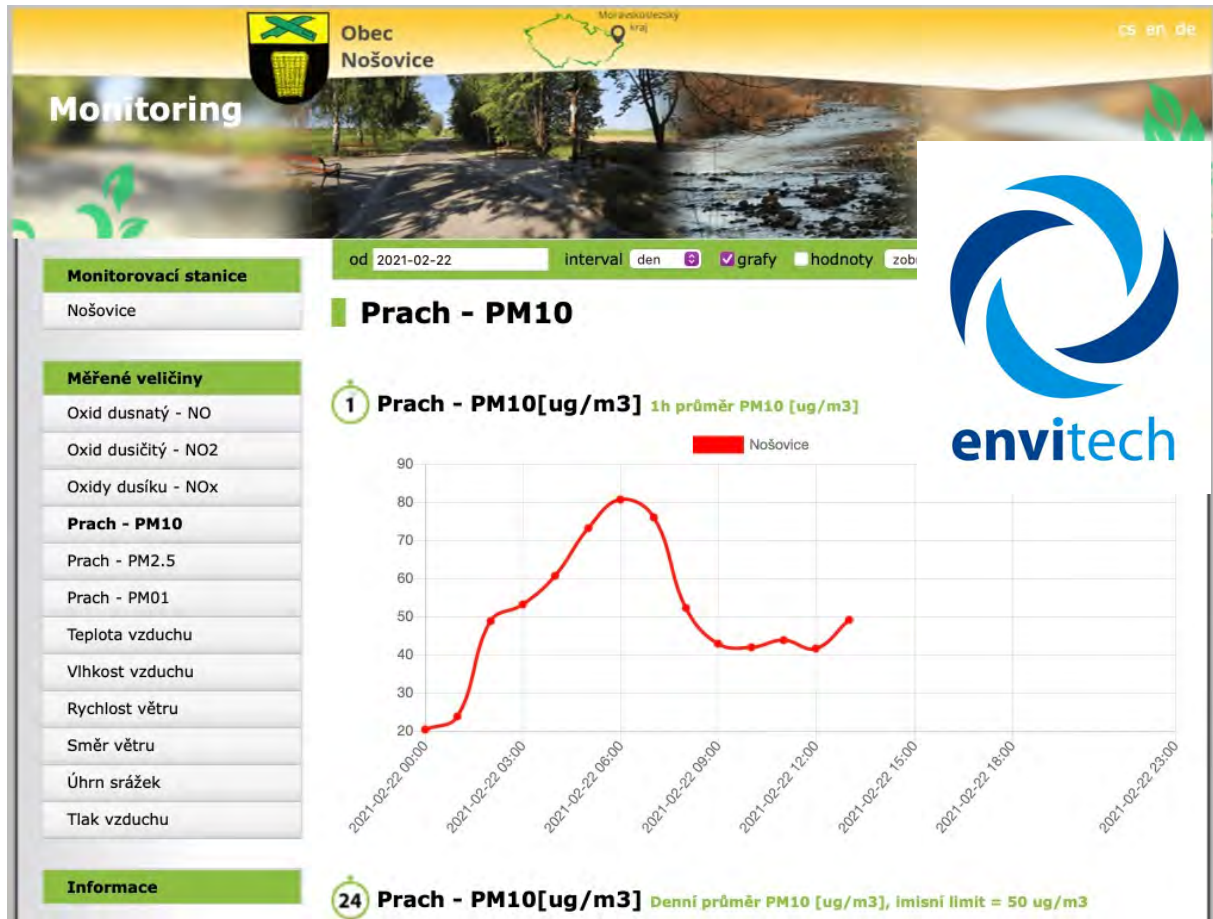 Moravskoslezský
kraj
Obec
Nošovice
cs en de
Monitoring
od 2021-02-22 interval den grafy hodnoty
Monitorovací stanice
Nošovice
Měřené veličiny
Oxid dusnatý - NO
Oxid dusičitý - NO2
Oxidy dusíku - NOx
Prach - PM10
Prach - PM2.5
Prach - PM01
Teplota vzduchu
Vlhkost vzduchu
Rychlost větru
Směr větru
Úhrn srážek
Tlak vzduchu
Informace
Prach - PM10
1 Prach - PM10[ug/m3] 1h průměr PM10 [ug/m3]
envitech
Nošovice
90
80
70
60
50
40
30
20
2021-02-22 00:00
2021-02-22 03:00
2021-02-22 06:00
2021-02-22 09:00
2021-02-22 12:00
2021-02-22 15:00
2021-02-22 18:00
2021-02-22 23:00
24 Prach - PM10[ug/m3] Denní průměr PM10 [ug/m3], imisní limit = 50 ug/m3